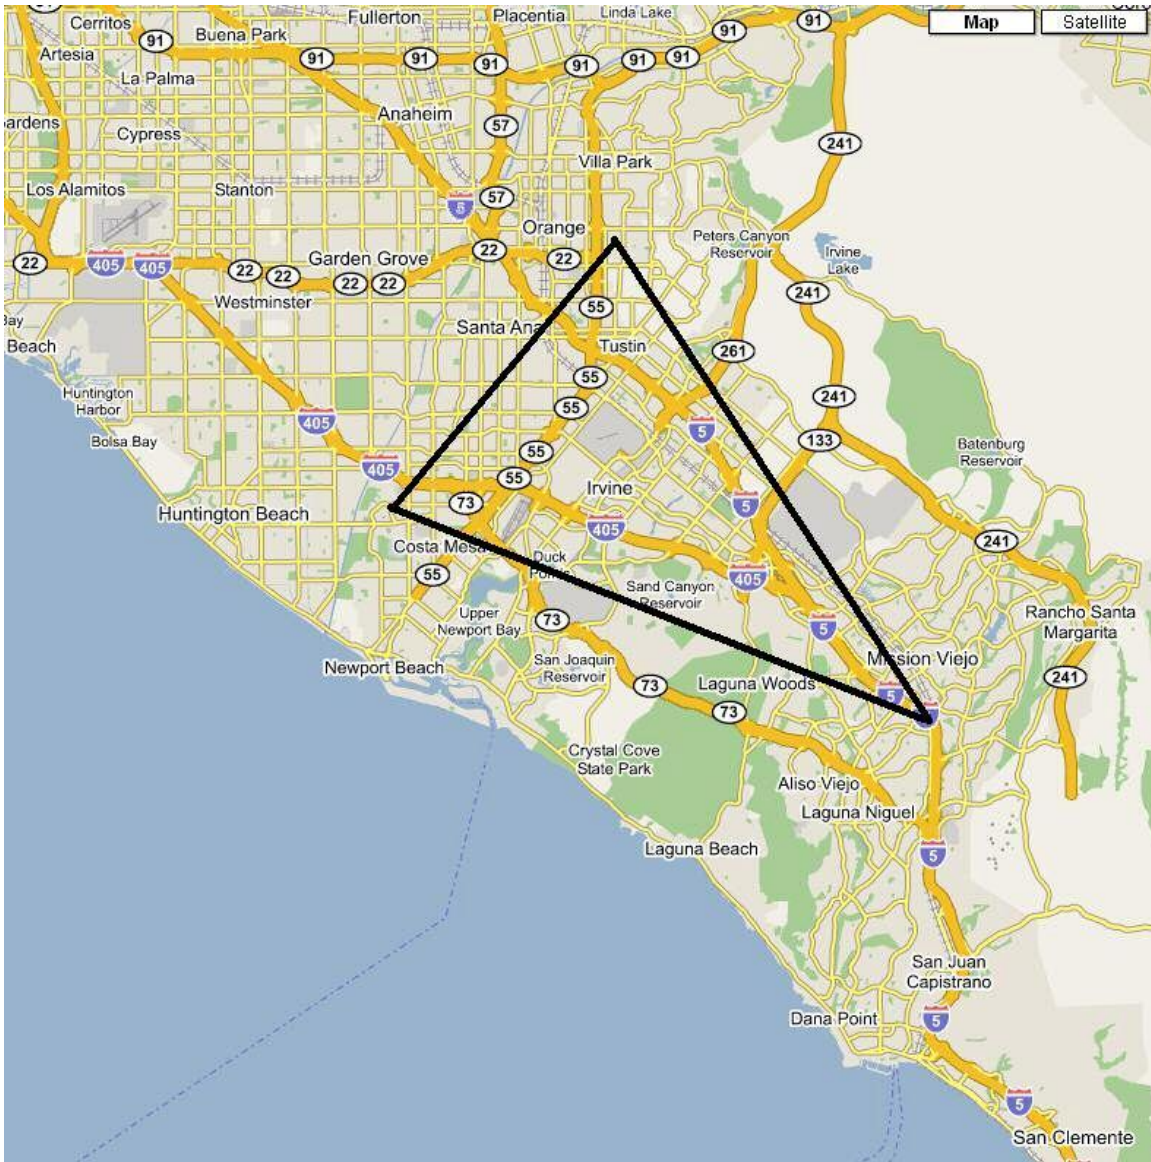 Cerritos
Fullerton
Placentia
Linda Lake
91
Map
Satellite
Artesia
91
Buena Park
91
91
91
91
91
91
La Palma
ardens
Cypress
Anaheim
57
241
Los Alamitos
Stanton
Villa Park
5
57
Orange
Peters Canyon
Reservoir
22
405
405
22
22
Garden Grove
22
22
22
22
Irvine
Lake
241
Westminster
55
Bay
Beach
Santa Ana
Tustin
261
55
Huntington
Harbor
241
55
Bolsa Bay
405
5
133
Batenburg
Reservoir
55
405
55
Irvine
5
Huntington Beach
73
405
241
Costa Mesa
Duck
55
405
Sand Canyon
Reservoir
Rancho Santa
Margarita
Upper
Newport Bay
73
5
Newport Beach
San Joaquin
Reservoir
Mission Viejo
73
Laguna Woods
5
241
73
Crystal Cove
State Park
Aliso Viejo
Laguna Niguel
Laguna Beach
5
San Juan
Capistrano
Dana Point
5
5
San Clemente